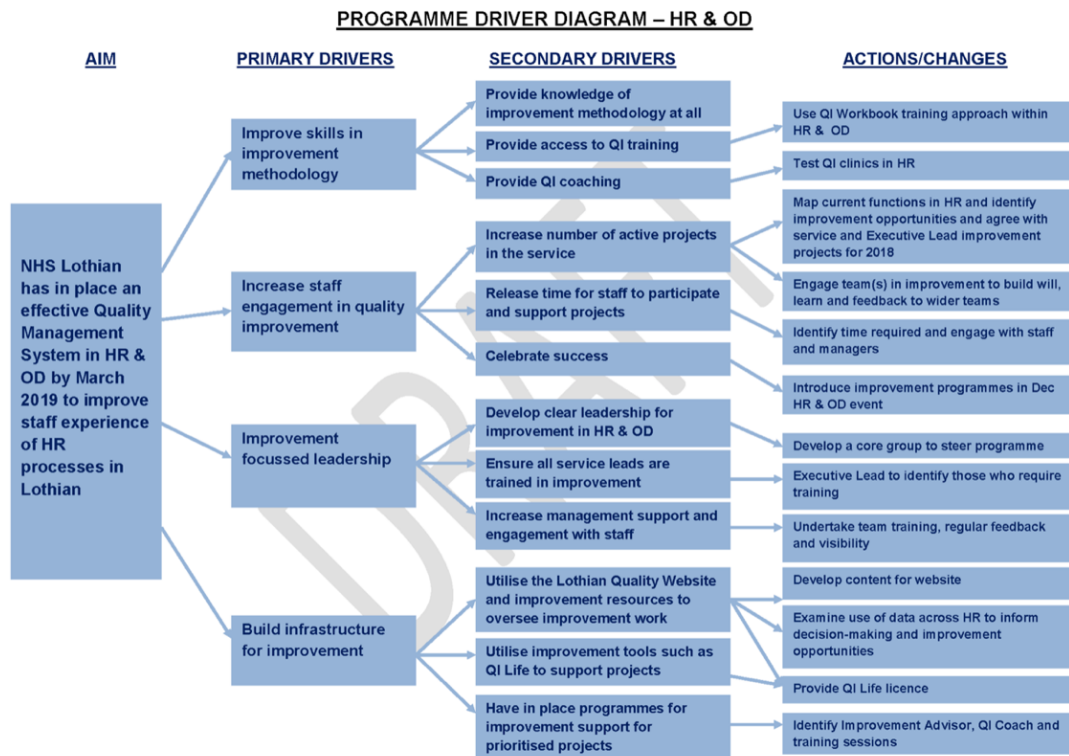 PROGRAMME DRIVER DIAGRAM – HR & OD
AIM
PRIMARY DRIVERS
SECONDARY DRIVERS
ACTIONS/CHANGES
NHS Lothian
has in place an
effective Quality
Management
System in HR &
OD by March
2019 to improve
staff experience
of HR
processes in
Lothian
Improve skills in
improvement
methodology
Increase staff
engagement in quality
improvement
Improvement
focussed leadership
Build infrastructure
for improvement
Provide knowledge of
improvement methodology at all
Provide access to QI training
Provide QI coaching
Increase number of active projects
in the service
Release time for staff to participate
and support projects
Celebrate success
Develop clear leadership for
improvement in HR & OD
Ensure all service leads are
trained in improvement
Increase management support and
engagement with staff
Utilise the Lothian Quality Website
and improvement resources to
oversee improvement work
Utilise improvement tools such as
QI Life to support projects
Have in place programmes for
improvement support for
prioritised projects
Use QI Workbook training approach within
HR & OD
Test QI clinics in HR
Map current functions in HR and identify
improvement opportunities and agree with
service and Executive Lead improvement
projects for 2018
Engage team(s) in improvement to build will,
learn and feedback to wider teams
Identify time required and engage with staff
and managers
Introduce improvement programmes in Dec
HR & OD event
Develop a core group to steer programme
Executive Lead to identify those who require
training
Undertake team training, regular feedback
and visibility
Develop content for website
Examine use of data across HR to inform
decision-making and improvement
opportunities
Provide QI Life licence
Identify Improvement Advisor, QI Coach and
training sessions
DRAFT